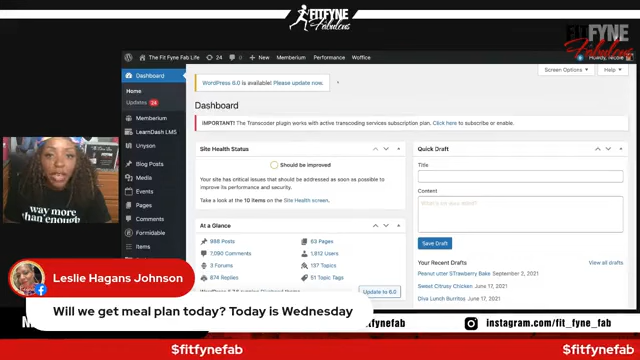 FITFYNE
Fabulous
FITFYNE
Fabulous
The Fit Fyne Fab Life
24
0
New
Memberium
Performance
Woffice
Howdy, Nicole
Screen Options
Help
Dashboard
Home
Updates 24
Memberium
LearnDash LMS
Unyson
Blog Posts
Media
Events
Pages
Comments
Formidable
Items
WordPress 6.0 is available! Please update now.
Dashboard
IMPORTANT! The Transcoder plugin works with active transcoding services subscription plan. Click here to subscribe or enable.
Site Health Status
Should be improved
Your site has critical issues that should be addressed as soon as possible to improve its performance and security.
Take a look at the 10 items on the Site Health screen.
At a Glance
988 Posts
63 Pages
7,090 Comments
1,812 Users
3 Forums
197 Topics
874 Replies
51 Topic Tags
Update to 6.0
Quick Draft
Title
Content
What's on your mind?
Save Draft
Your Recent Drafts
View all drafts
Peanut utter STrawberry Bake September 2, 2021
Sweet Citrusy Chicken June 17, 2021
Diva Lunch Burritos June 17, 2021
way more
than enough
Leslie Hagans Johnson
Will we get meal plan today? Today is Wednesday
instagram.com/fit_fyne_fab
$fitfynefab
$fitfynefab
$fitfynefab